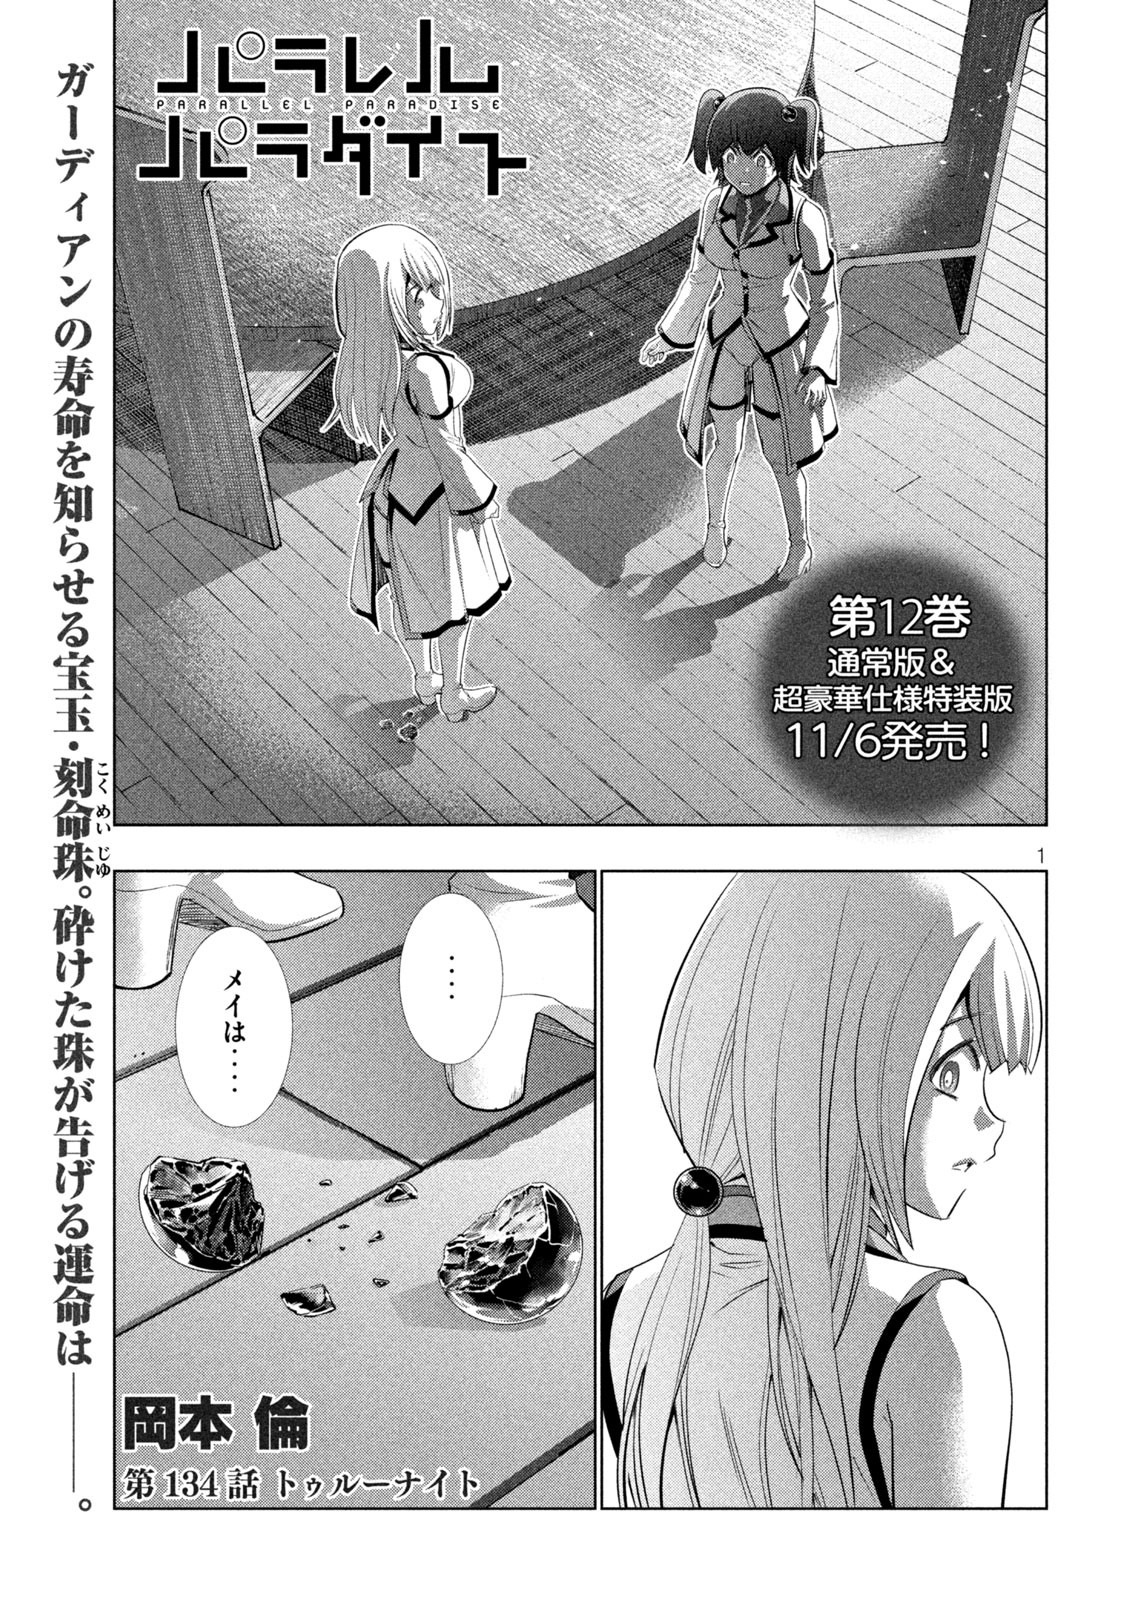 パラレル
PARALLEL PARADISE
パラダイス
ガーディアンの寿命を知らせる宝玉・刻命珠。砕けた珠が告げる運命は――。
こくめいじゆ
第12巻
通常版&
超豪華仕様特装版
11/6発売!
1
‥‥
メイは‥‥
岡本 倫
第134話 トゥルーナイト